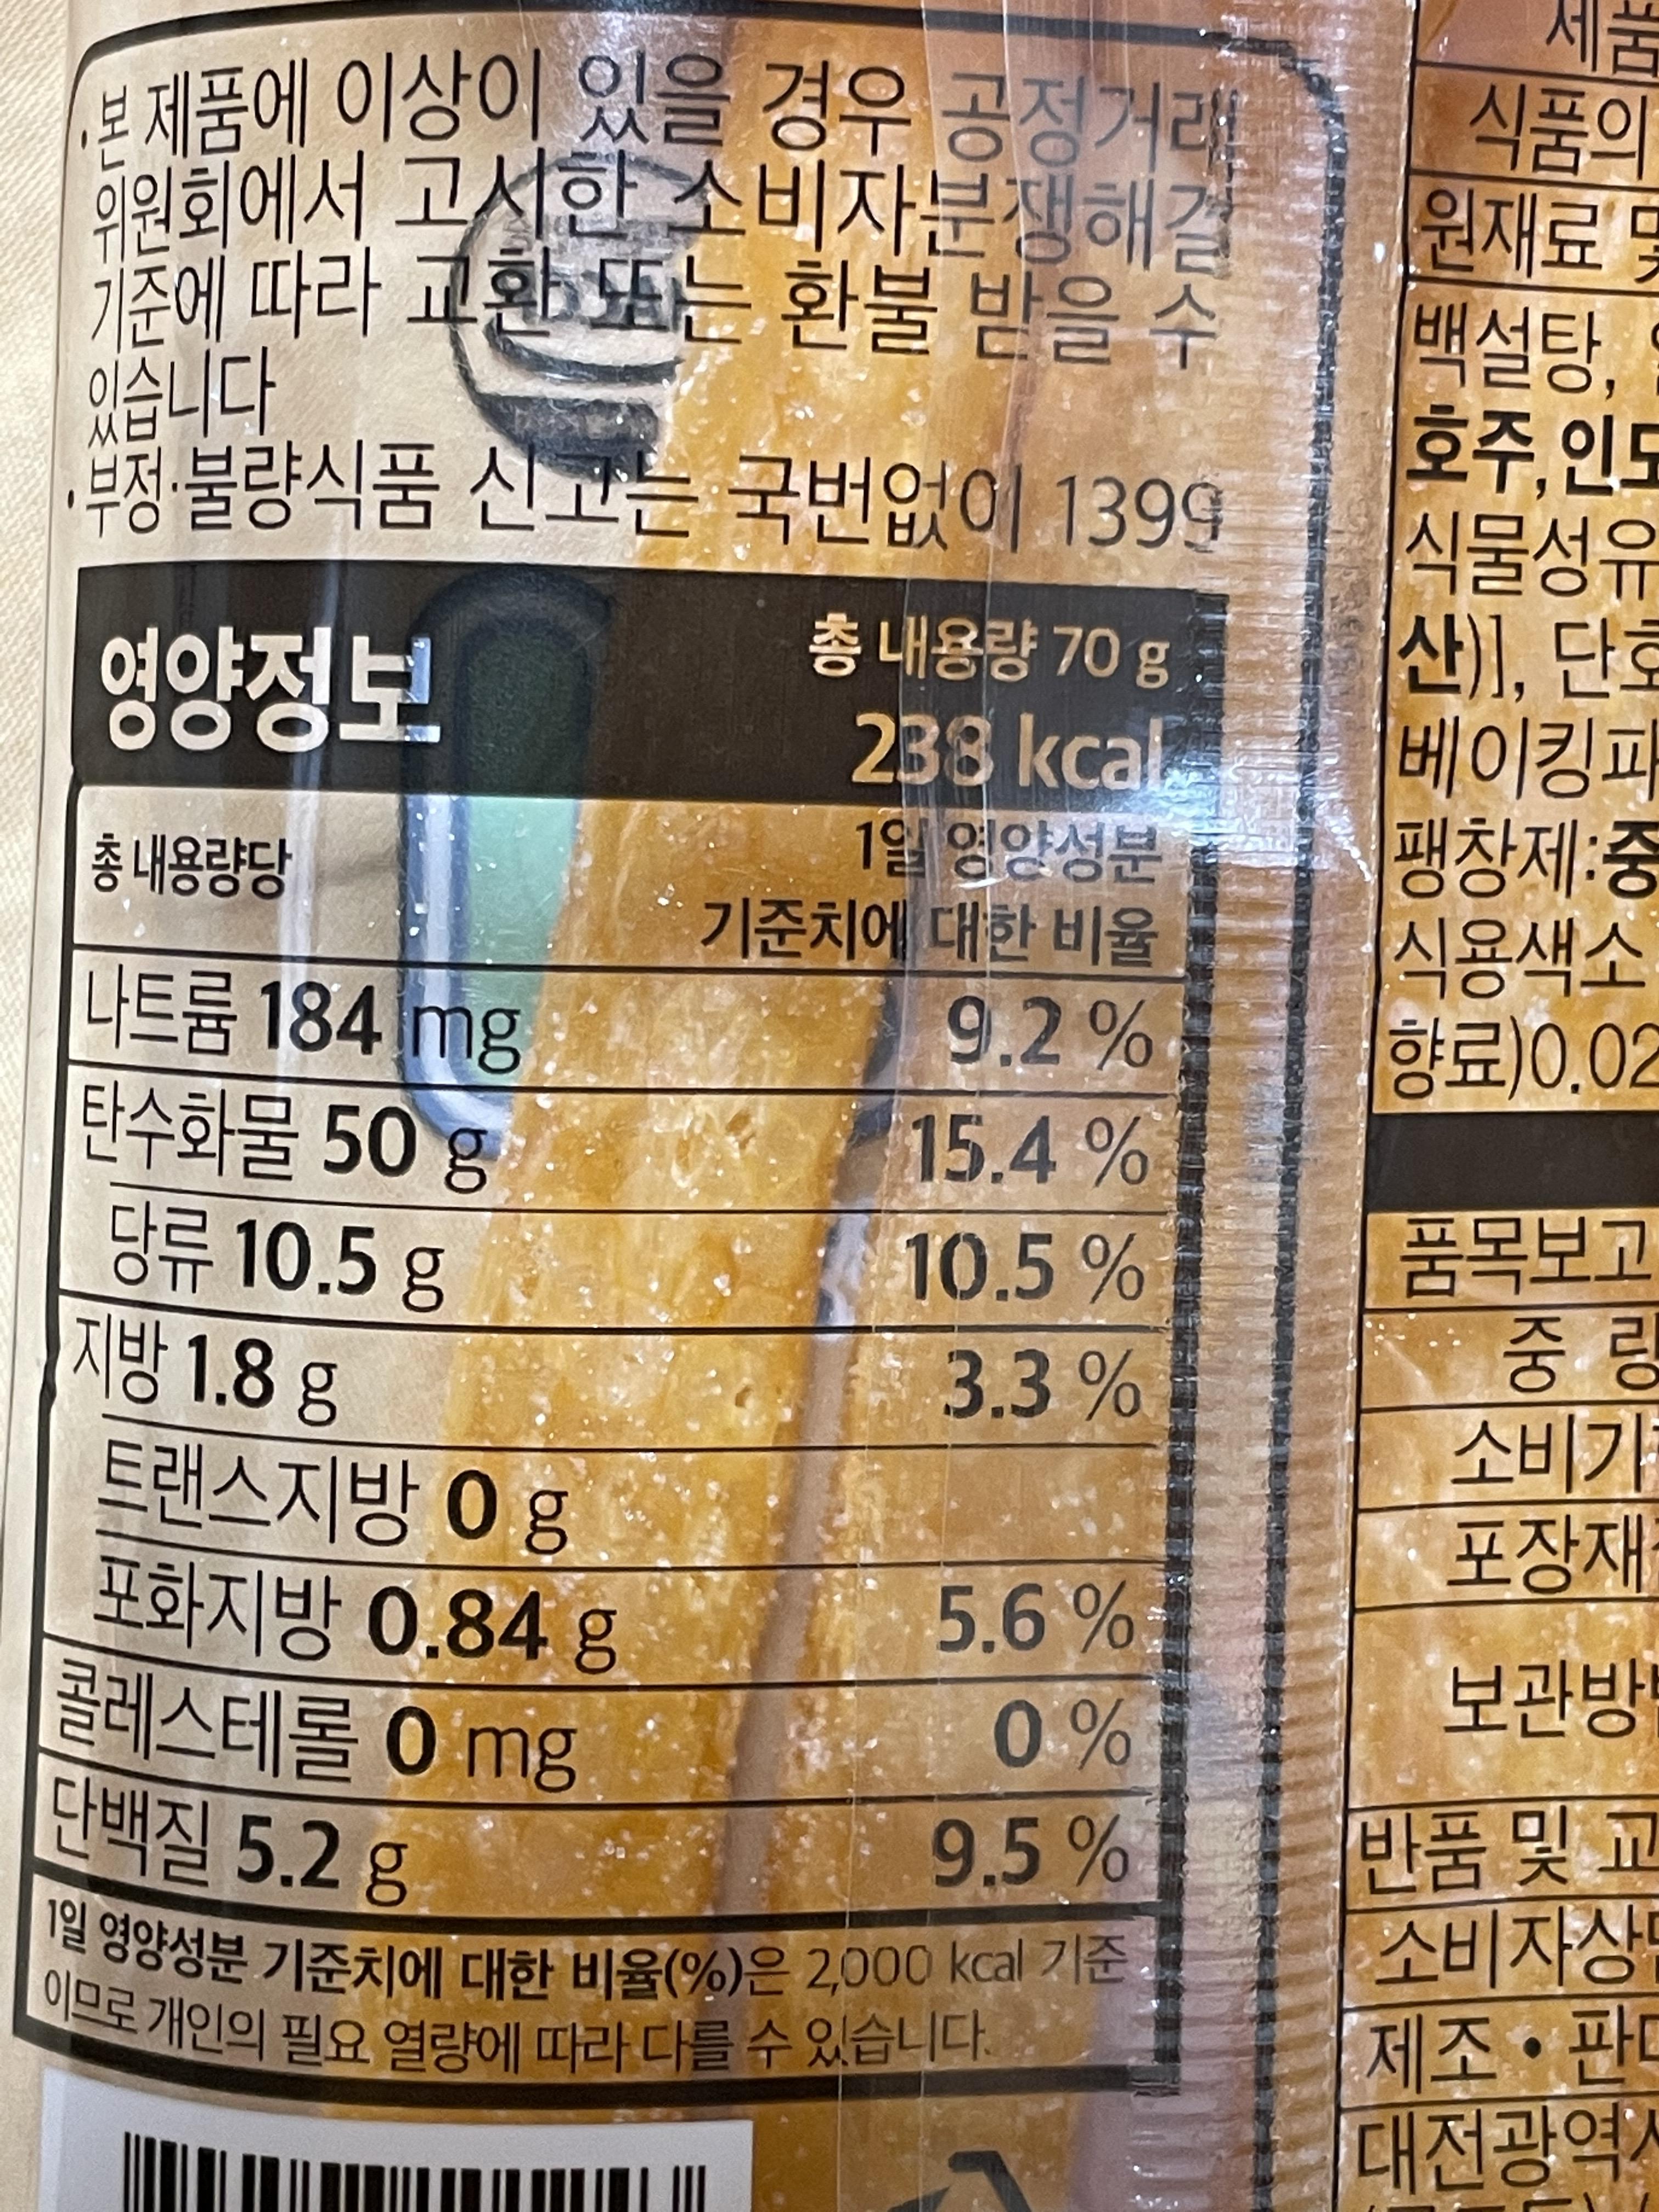 · 본 제품에 이상이 있을 경우 공정거래
위원회에서 고시한 소비자분쟁해결
기준에 따라 교환 또는 환불 받을 수
있습니다
· 부정·불량식품 신고는 국번없이 1399
영양정보
총 내용량 70 g
238 kcal
총 내용량당
1일 영양성분
기준치에 대한 비율
나트륨 184 mg 9.2 %
탄수화물 50 g 15.4 %
당류 10.5 g 10.5 %
지방 1.8 g 3.3 %
트랜스지방 0 g
포화지방 0.84 g 5.6 %
콜레스테롤 0 mg 0 %
단백질 5.2 g 9.5 %
1일 영양성분 기준치에 대한 비율(%)은 2,000 kcal 기준
이므로 개인의 필요 열량에 따라 다를 수 있습니다.
제품
식품의
원재료
백설탕,
호주,
식물성유
산)], 단호
베이킹파
팽창제:중
식용색소
향료)0.02
품목보고
중 량
소비기
포장재
보관방
반품 및 교
소비자상
제조 • 판
대전광역